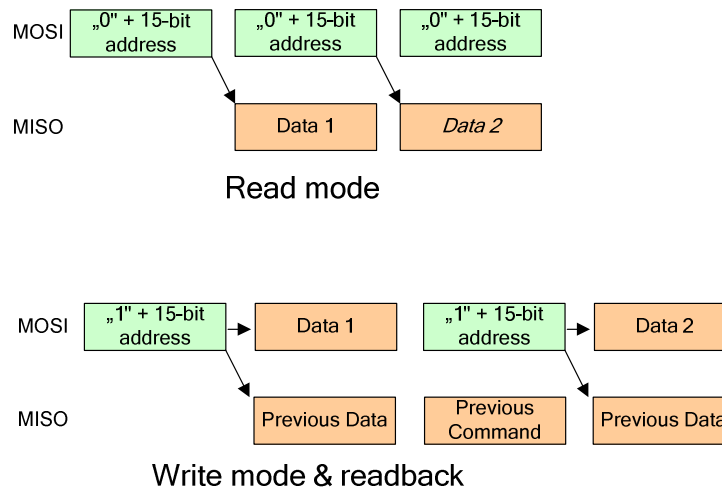 MOSI
„0" + 15-bit
address
„0" + 15-bit
address
„0" + 15-bit
address
MISO
Data 1
Data 2
Read mode
MOSI
„1" + 15-bit
address
Data 1
„1" + 15-bit
address
Data 2
MISO
Previous Data
Previous
Command
Previous Data
Write mode & readback